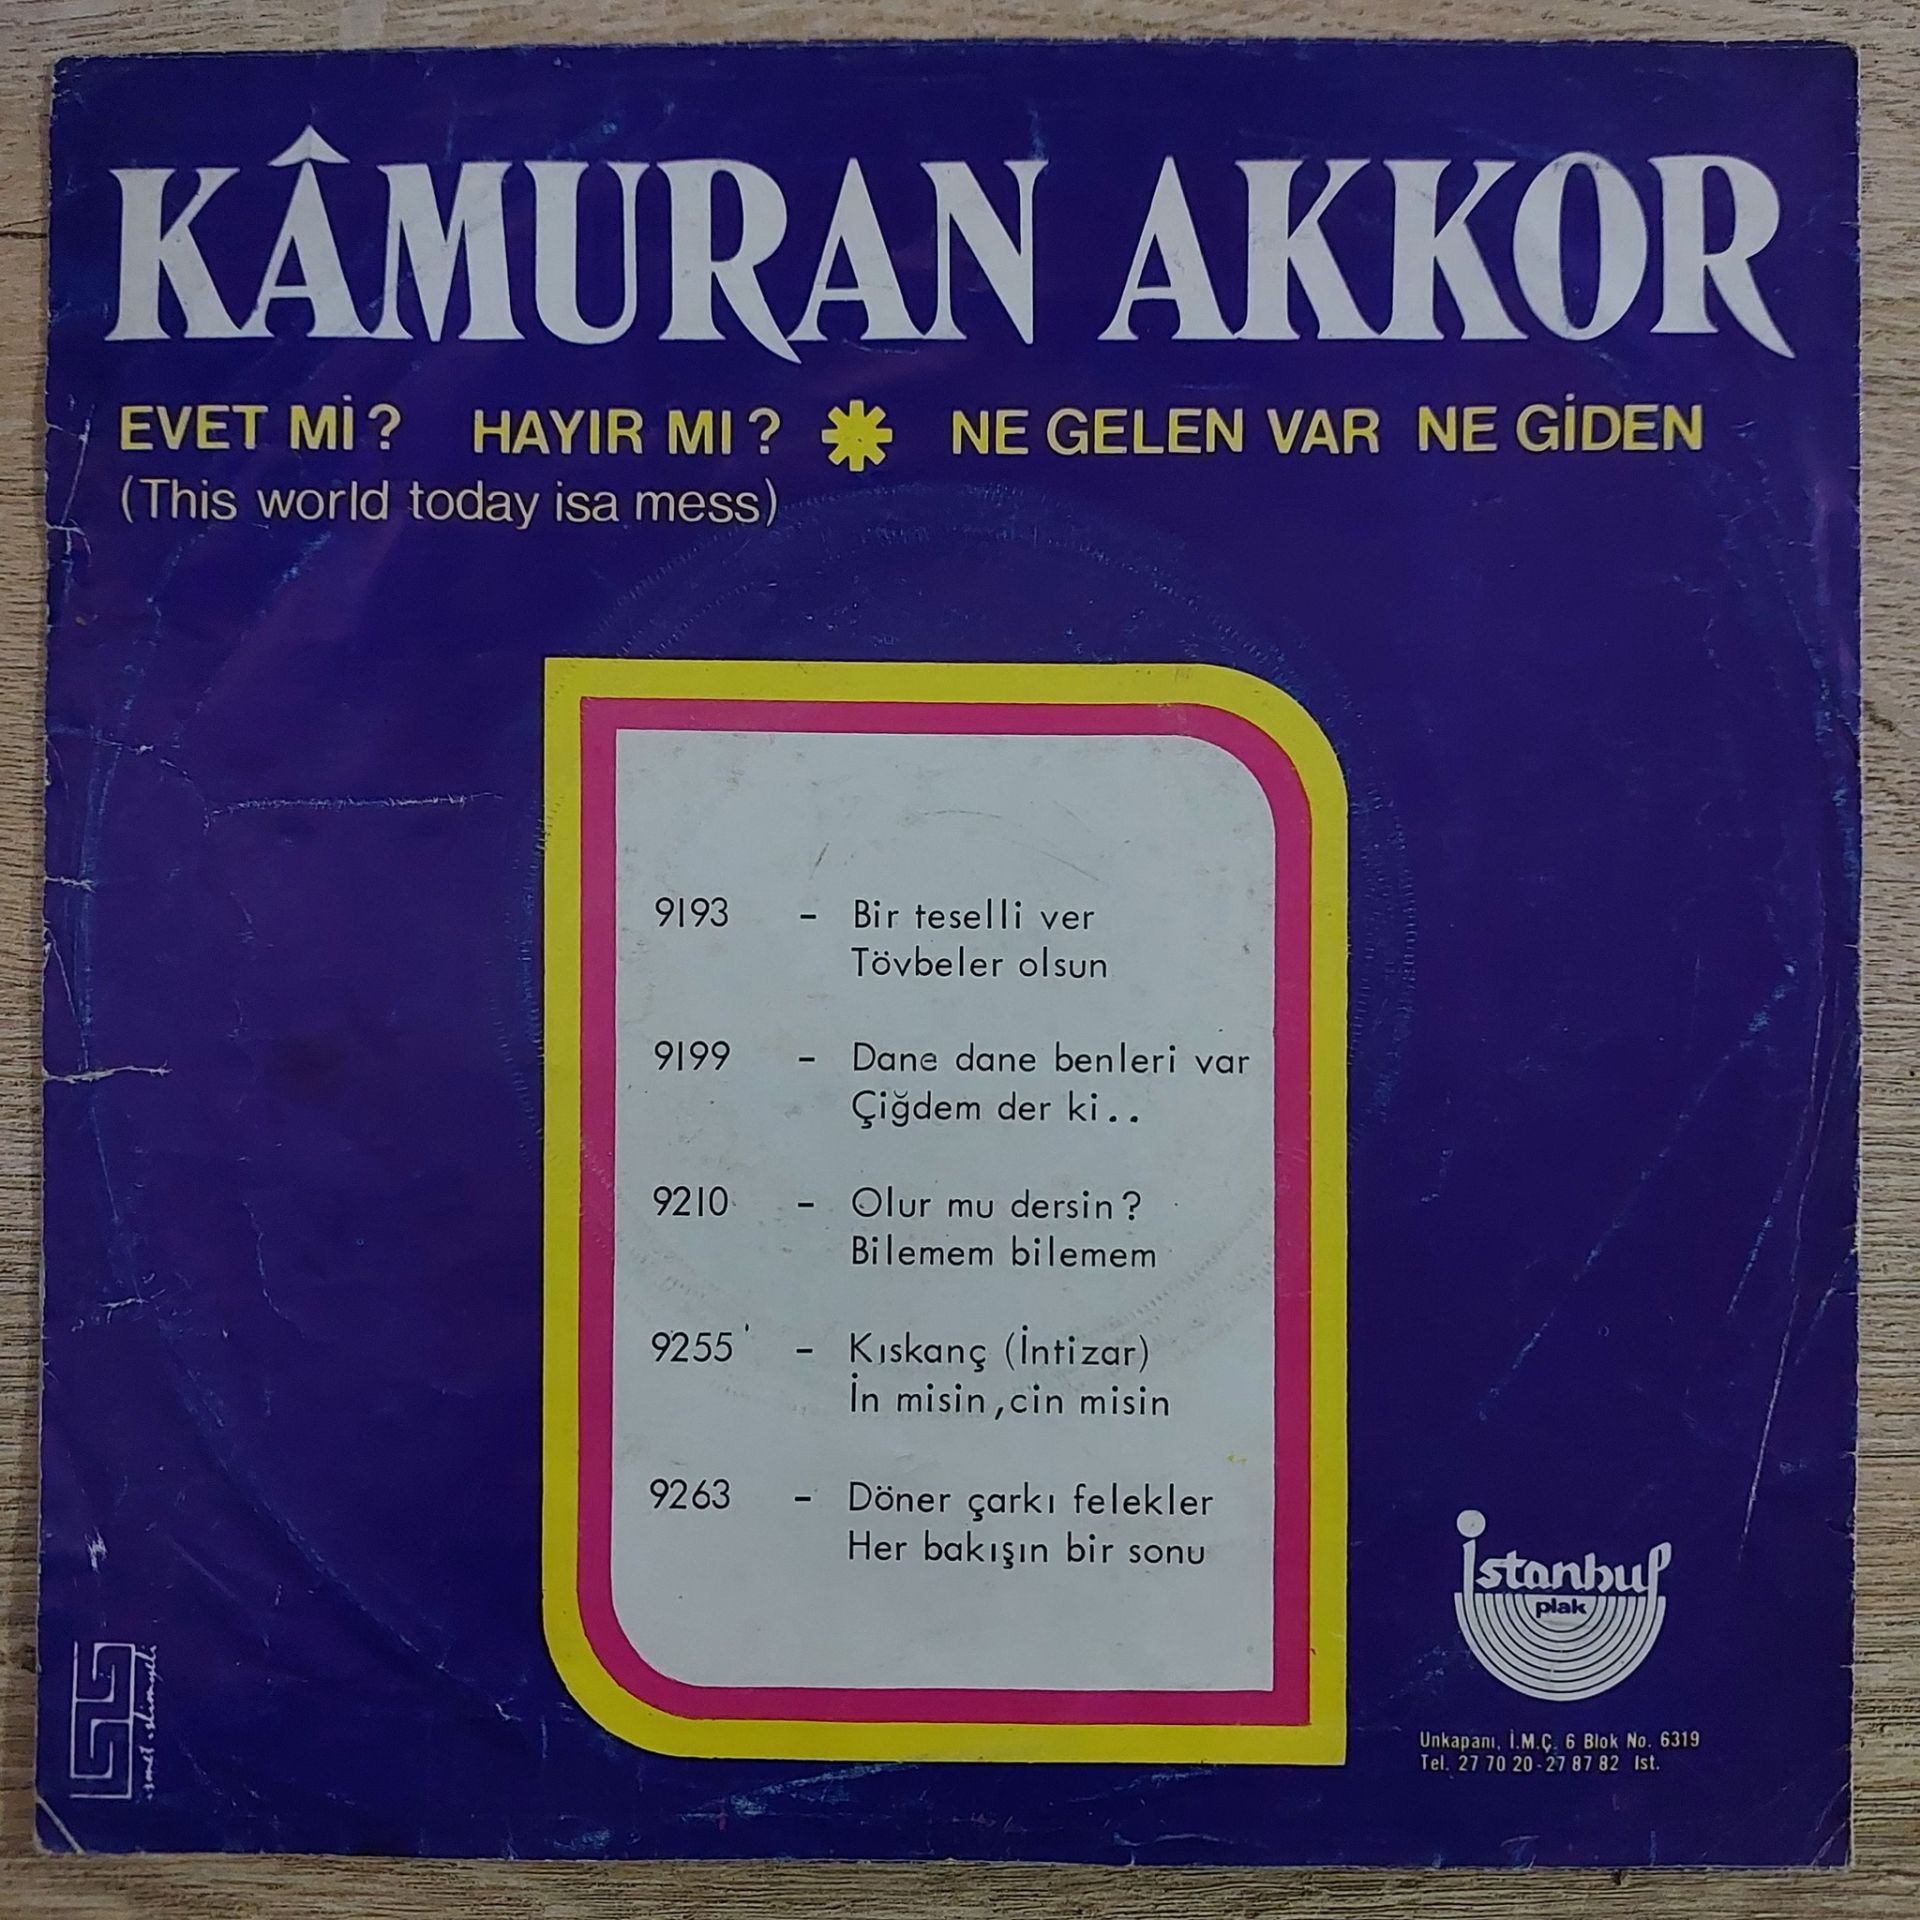 KÂMURAN AKKOR
EVET Mİ? HAYIR MI? * NE GELEN VAR NE GİDEN
(This world today isa mess)
9193 - Bir teselli ver
Tövbeler olsun
9199 - Dane dane benleri var
Çiğdem der ki..
9210 - Olur mu dersin?
Bilemem bilemem
9255 - Kıskanç (İntizar)
İn misin,cin misin
9263 - Döner çarkı felekler
Her bakışın bir sonu
istanbul
plak
Unkapanı, İ.M.Ç. 6 Blok No. 6319
Tel. 27 70 20-27 87 82 Ist.